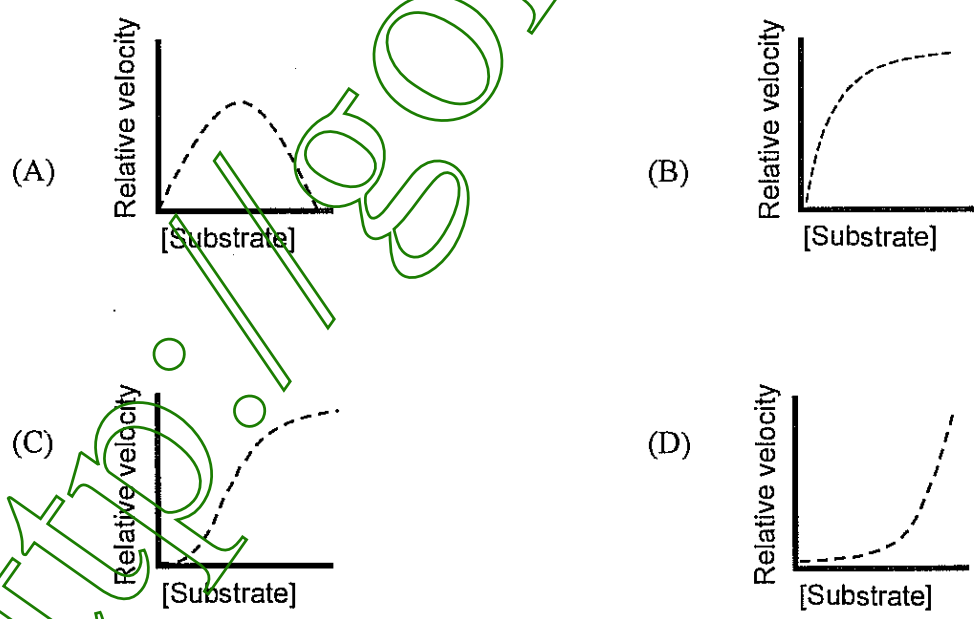 (A)
Relative velocity
[Substrate]
(B)
Relative velocity
[Substrate]
(C)
Relative velocity
[Substrate]
(D)
Relative velocity
[Substrate]